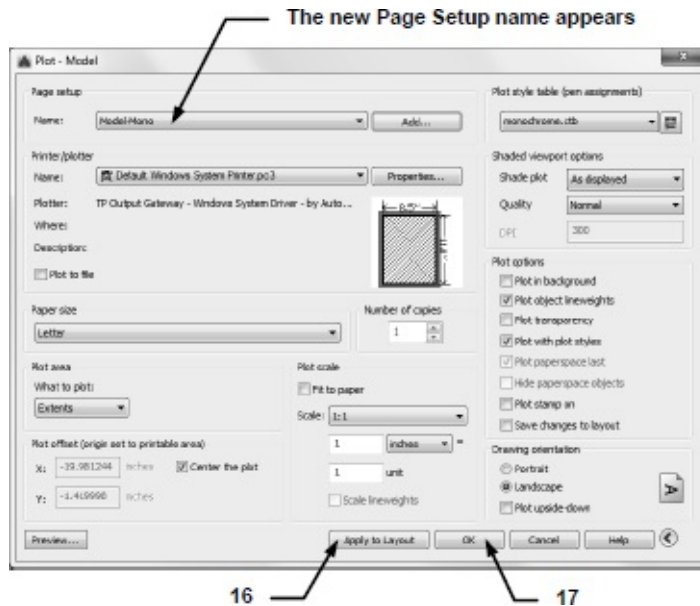 The new Page Setup name appears
Plot - Model
Page setup
Name: Model-Mono Add...
Plot style table (pen assignments)
monochrome.ctb
Printer/plotter
Name: Default Windows System Printer.pc3 Properties...
Plotter: TP Output Gateway - Windows System Driver - by Auto...
Where:
Description:
Plot to file
8.5"
Shaded viewport options
Shade plot As displayed
Quality Normal
DPI 300
Paper size
Letter
Number of copies
1
Plot area
What to plot:
Extents
Plot scale
Fit to paper
Scale: 1:1
1 inches =
1 unit
Scale lineweights
Plot offset (origin set to printable area)
X: -19.981244 inches Center the plot
Y: inches
Plot options
Plot in background
Plot object lineweights
Plot transparency
Plot with plot styles
Plot paperspace last
Hide paperspace objects
Plot stamp on
Save changes to layout
Drawing orientation
Portrait
Landscape
Plot upside-down
A
Preview... Apply to Layout OK Cancel Help
16 17